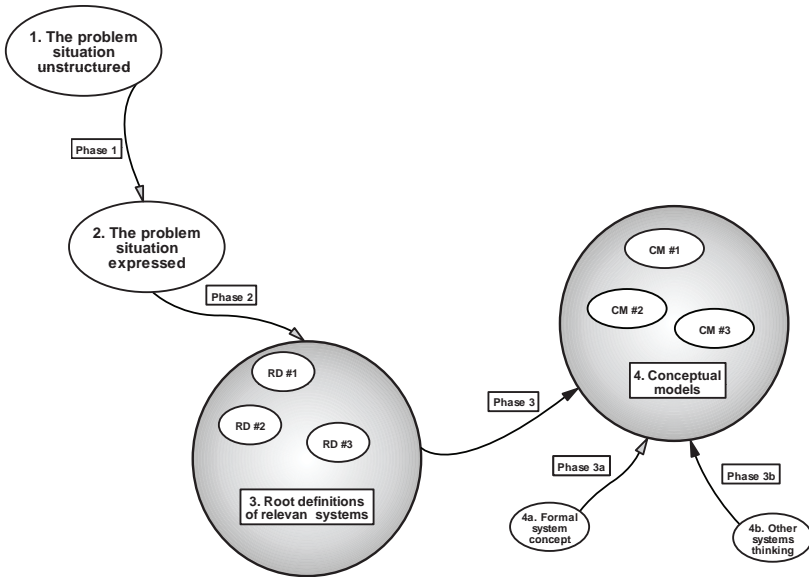 1. The problem
situation
unstructured
Phase 1
2. The problem
situation
expressed
Phase 2
RD #1
RD #2
RD #3
3. Root definitions
of relevan systems
Phase 3
CM #1
CM #2
CM #3
4. Conceptual
models
Phase 3a
Phase 3b
4a. Formal
system
concept
4b. Other
systems
thinking